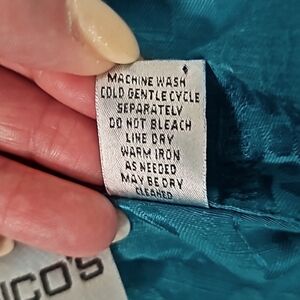 MACHINE WASH
COLD GENTLE CYCLE
SEPARATELY
DO NOT BLEACH
LINE DRY
WARM IRON
AS NEEDED
MAY BE DRY
CLEANED
ICO'S